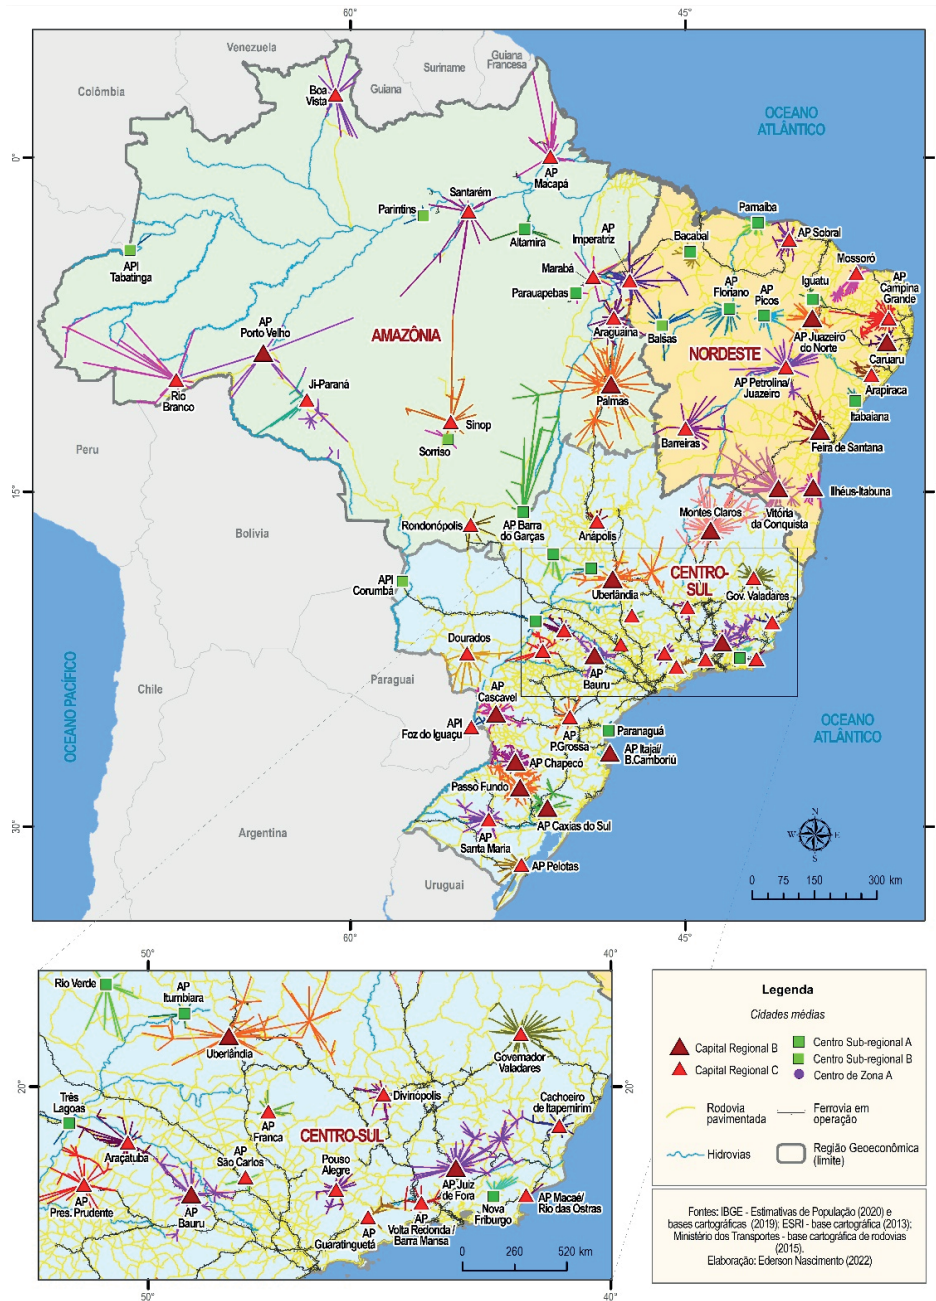 60°
45°
Venezuela
Guiana
Francesa
Suriname
Guiana
Colômbia
Boa
Vista
OCEANO
ATLÂNTICO
0°
AP
Macapá
Santarém
Parintins
Altamira
AP
Imperatriz
Parnaíba
Bacabal
AP Sobral
API
Tabatinga
Marabá
Parauapebas
Mossoró
Iguatu
AP
Floriano
AP
Picos
AP
Campina
Grande
AP
Porto Velho
AMAZÔNIA
Araguaína
Balsas
AP Juazeiro
do Norte
NORDESTE
Caruaru
Rio
Branco
Ji-Paraná
Palmas
AP Petrolina/
Juazeiro
Arapiraca
Itabaiana
Sinop
Sorriso
Barreiras
Feira de Santana
Peru
15°
Ilhéus-Itabuna
Vitória
da Conquista
Montes Claros
Rondonópolis
AP Barra
do Garças
Anápolis
Bolivia
API
Corumbá
CENTRO-
SUL
Uberlândia
Gov. Valadares
Dourados
AP
Bauru
Paraguai
Chile
OCEANO PACÍFICO
AP
Cascavel
API
Foz do Iguaçu
AP
P.Grossa
Paranaguá
AP Itajaí/
B.Camboriú
OCEANO
ATLÂNTICO
AP Chapecó
Passo Fundo
AP Caxias do Sul
30°
Argentina
AP
Santa Maria
AP Pelotas
Uruguai
N
W
E
S
0 75 150 300 km
60°
45°
50°
40°
Rio Verde
AP
Itumbiara
Uberlândia
Governador
Valadares
20°
20°
Três
Lagoas
Divinópolis
Cachoeiro
de Itapemirim
AP
Franca
CENTRO-SUL
Araçatuba
AP
São Carlos
Pouso
Alegre
AP Juiz
de Fora
AP
Pres. Prudente
AP
Bauru
Nova
Friburgo
AP Macaé/
Rio das Ostras
AP
Guaratinguetá
AP
Volta Redonda /
Barra Mansa
0 260 520 km
50°
40°
Legenda
Cidades médias
Capital Regional B
Capital Regional C
Centro Sub-regional A
Centro Sub-regional B
Centro de Zona A
Rodovia
pavimentada
Ferrovia em
operação
Hidrovias
Região Geoeconômica
(limite)
Fontes: IBGE - Estimativas de População (2020) e
bases cartográficas (2019); ESRI - base cartográfica (2013);
Ministério dos Transportes - base cartográfica de rodovias
(2015).
Elaboração: Ederson Nascimento (2022)